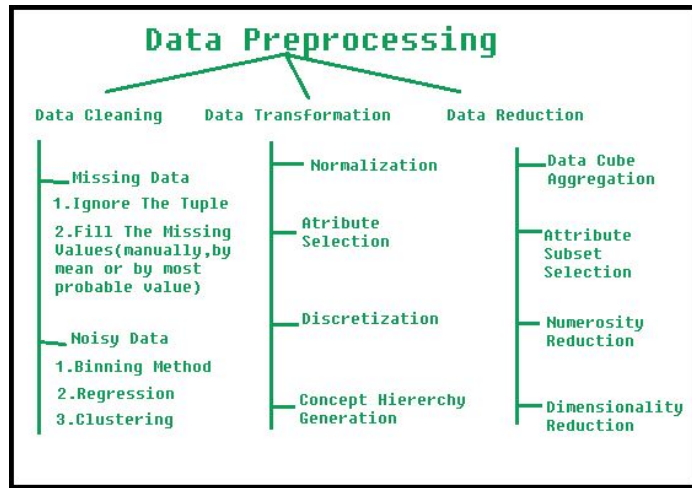 Data Preprocessing
Data Cleaning
Missing Data
1.Ignore The Tuple
2.Fill The Missing
Values(manually,by
mean or by most
probable value)
Noisy Data
1.Binning Method
2.Regression
3.Clustering
Data Transformation
Normalization
Atribute
Selection
Discretization
Concept Hiererchy
Generation
Data Reduction
Data Cube
Aggregation
Attribute
Subset
Selection
Numerosity
Reduction
Dimensionality
Reduction